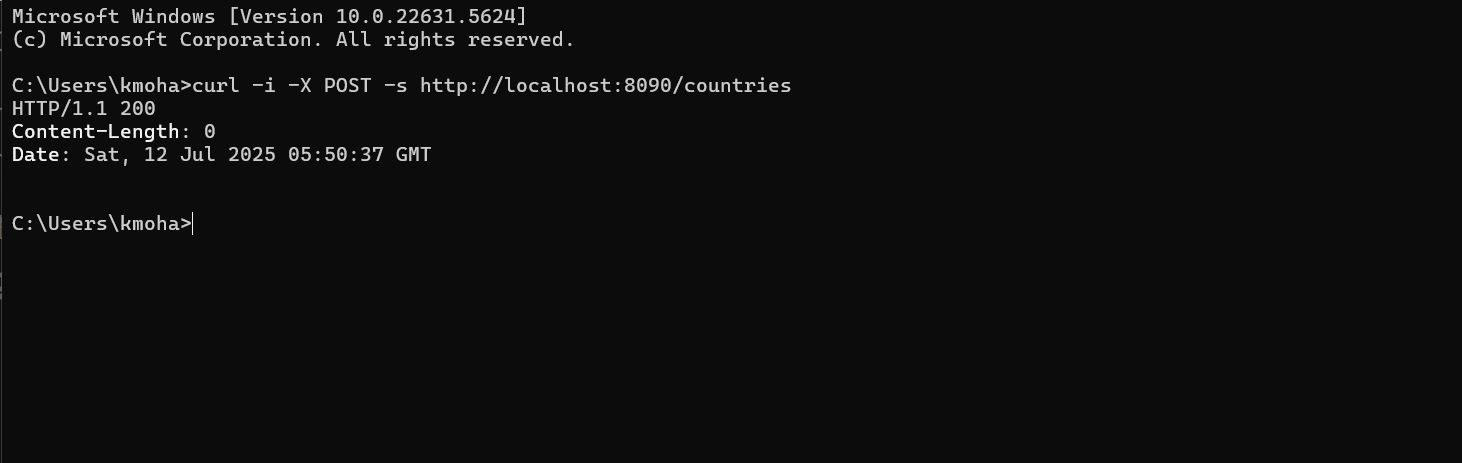 Microsoft Windows [Version 10.0.22631.5624]
(c) Microsoft Corporation. All rights reserved.
C:\Users\kmoha>curl -i -X POST -s http://localhost:8090/countries
HTTP/1.1 200
Content-Length: 0
Date: Sat, 12 Jul 2025 05:50:37 GMT
C:\Users\kmoha>